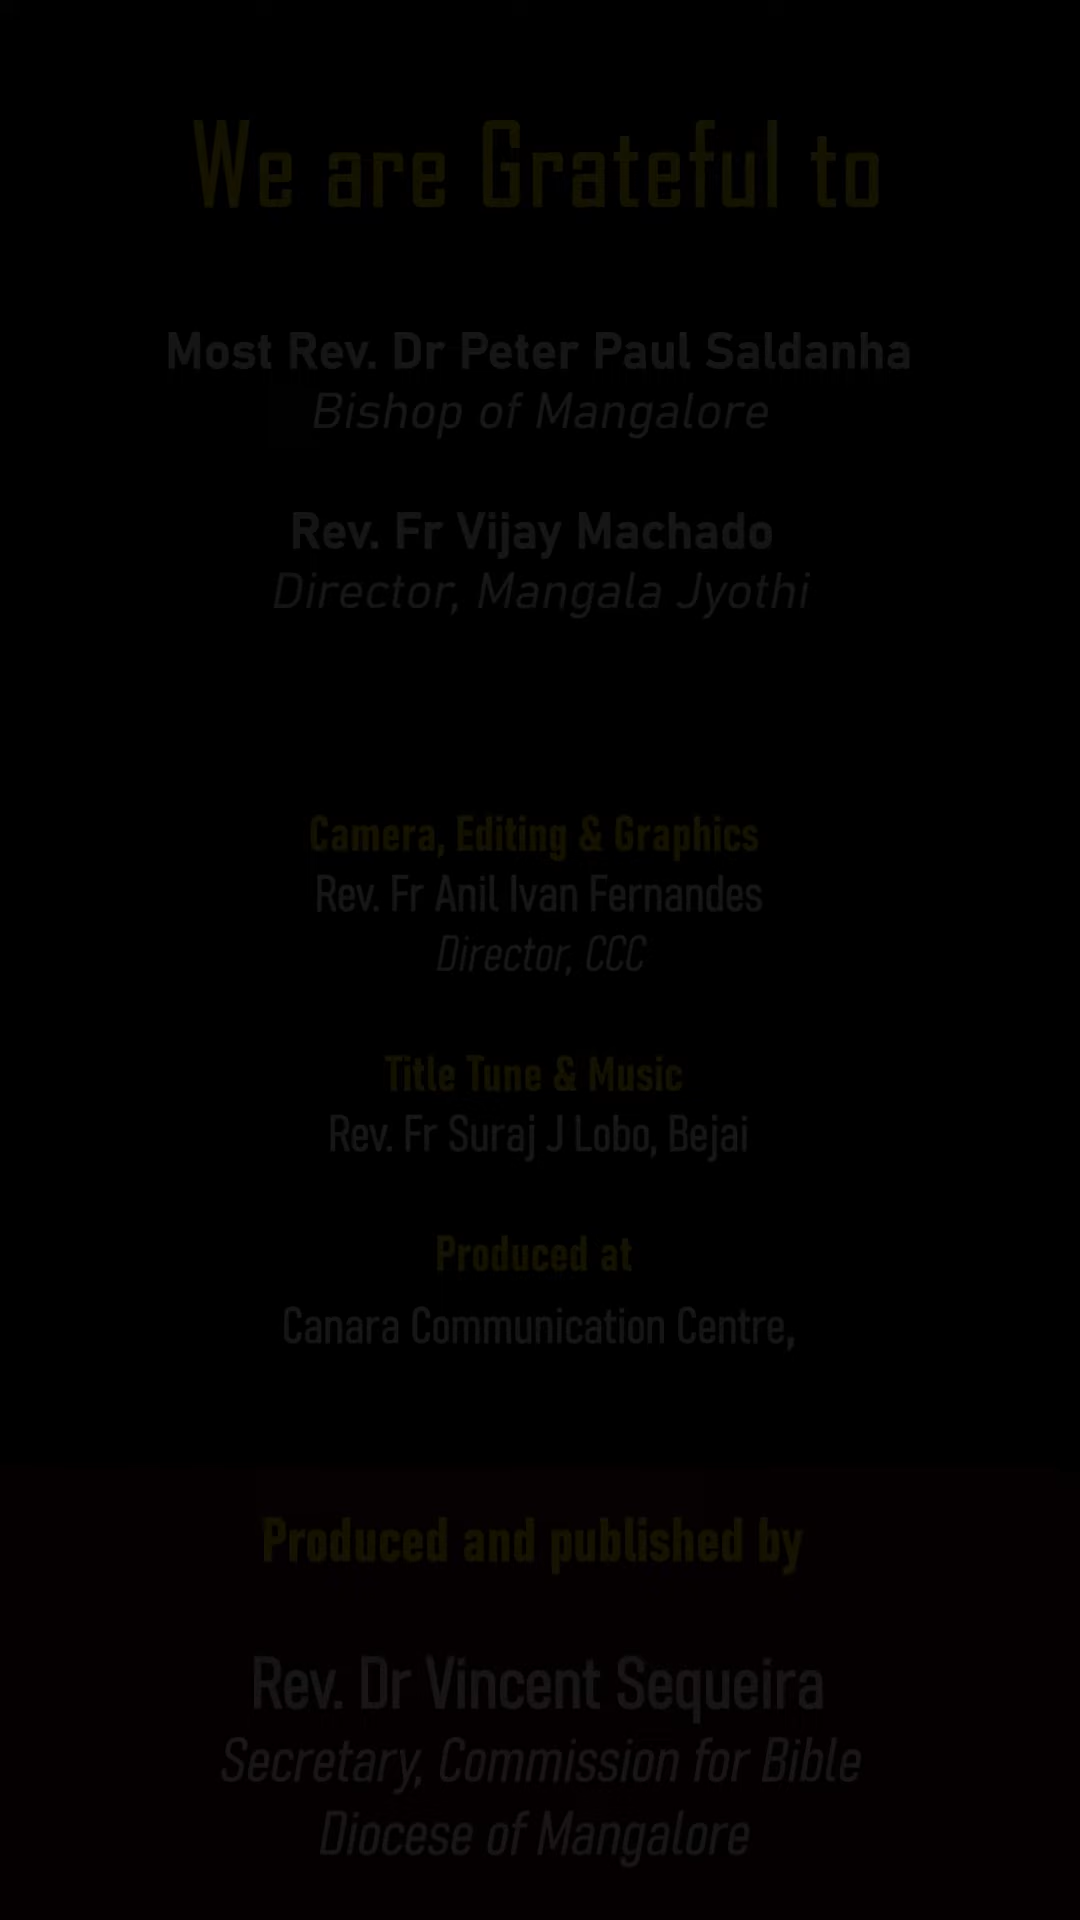 We are Grateful to
Most Rev. Dr Peter Paul Saldanha
Bishop of Mangalore
Rev. Fr Vijay Machado
Director, Mangala Jyothi
Camera, Editing & Graphics
Rev. Fr Anil Ivan Fernandes
Director, CCC
Title Tune & Music
Rev. Fr Suraj J Lobo, Bejai
Produced at
Canara Communication Centre,
Produced and published by
Rev. Dr Vincent Sequeira
Secretary, Commission for Bible
Diocese of Mangalore